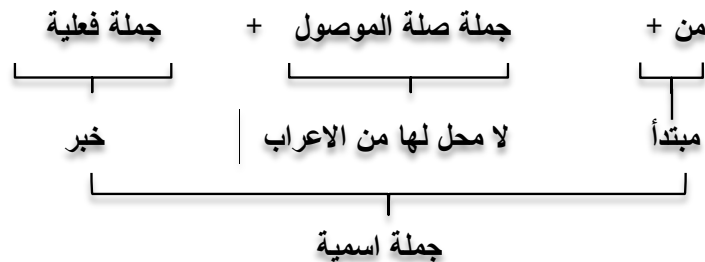 من + جملة صلة الموصول + جملة فعلية
مبتدأ لا محل لها من الاعراب خبر
جملة اسمية